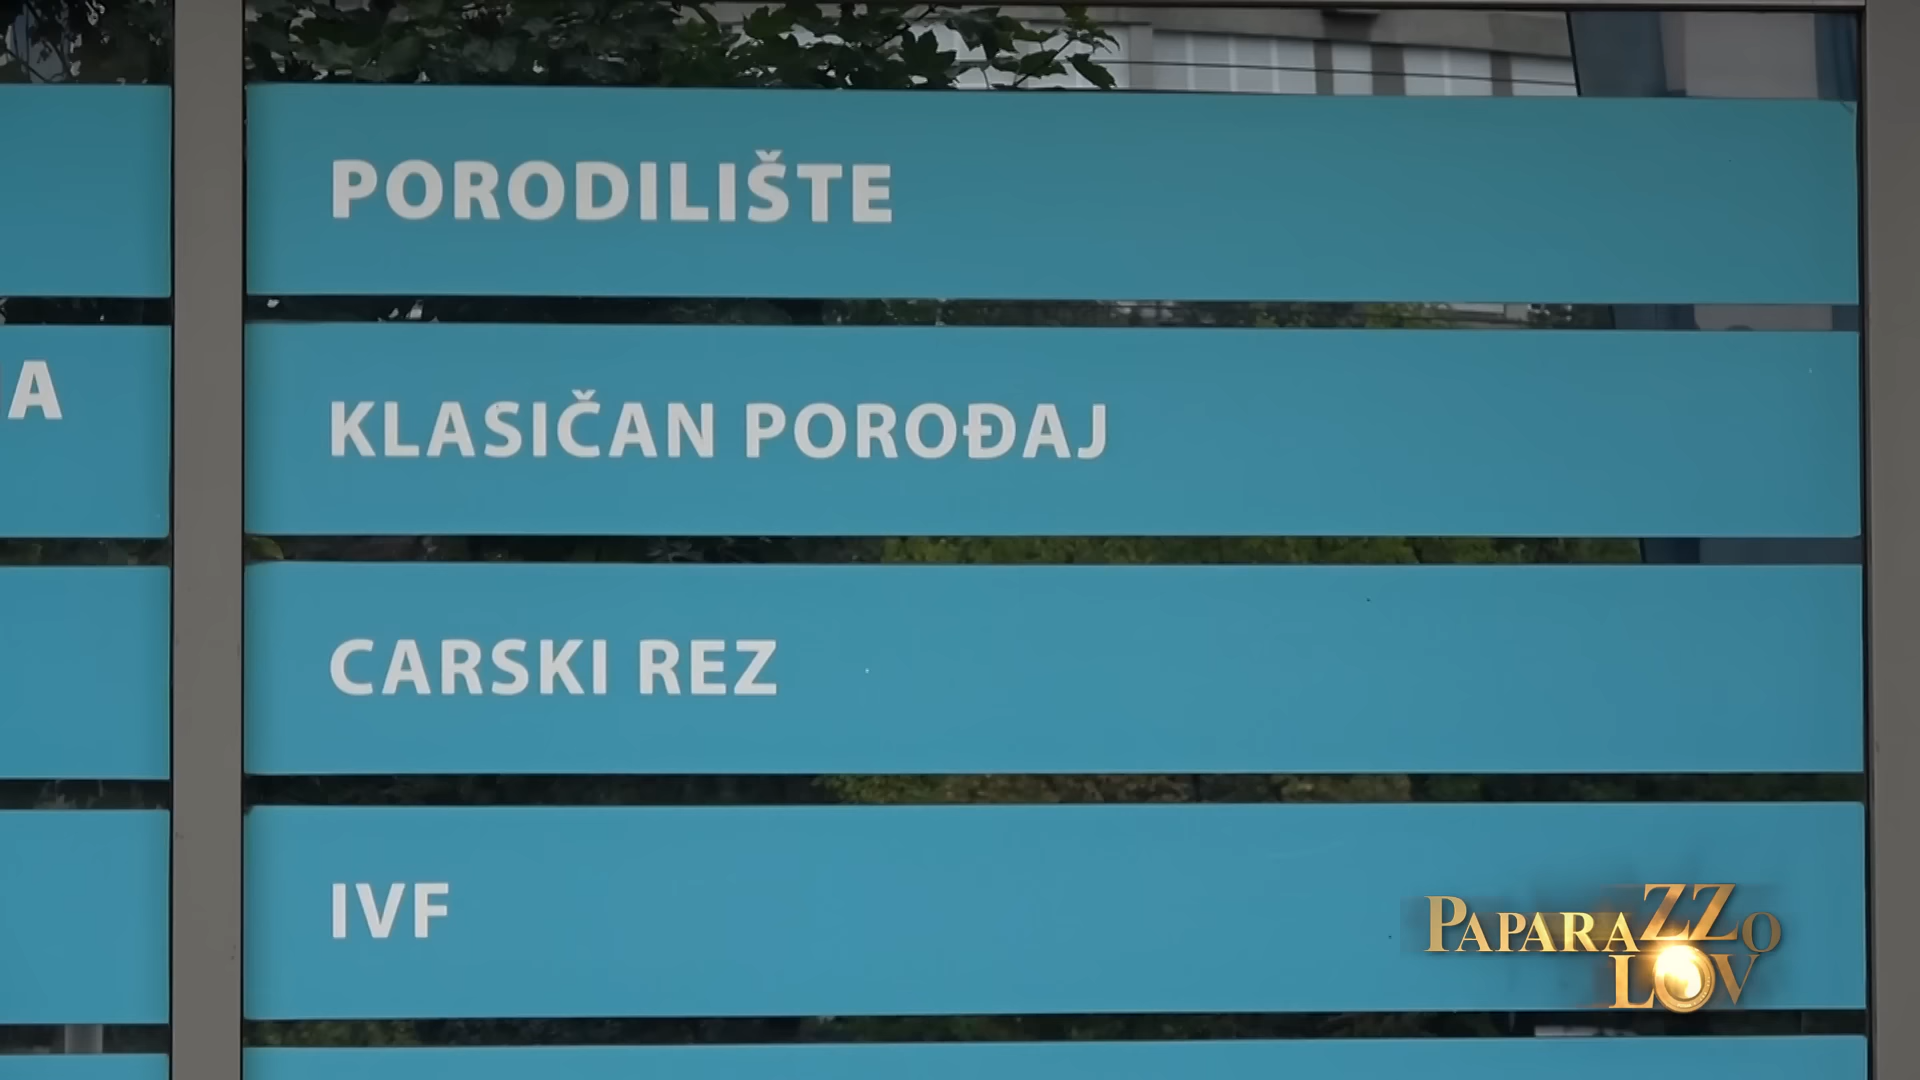 PORODILIŠTE
KLASIČAN POROĐAJ
CARSKI REZ
IVF
PAPARAZZO
LOV